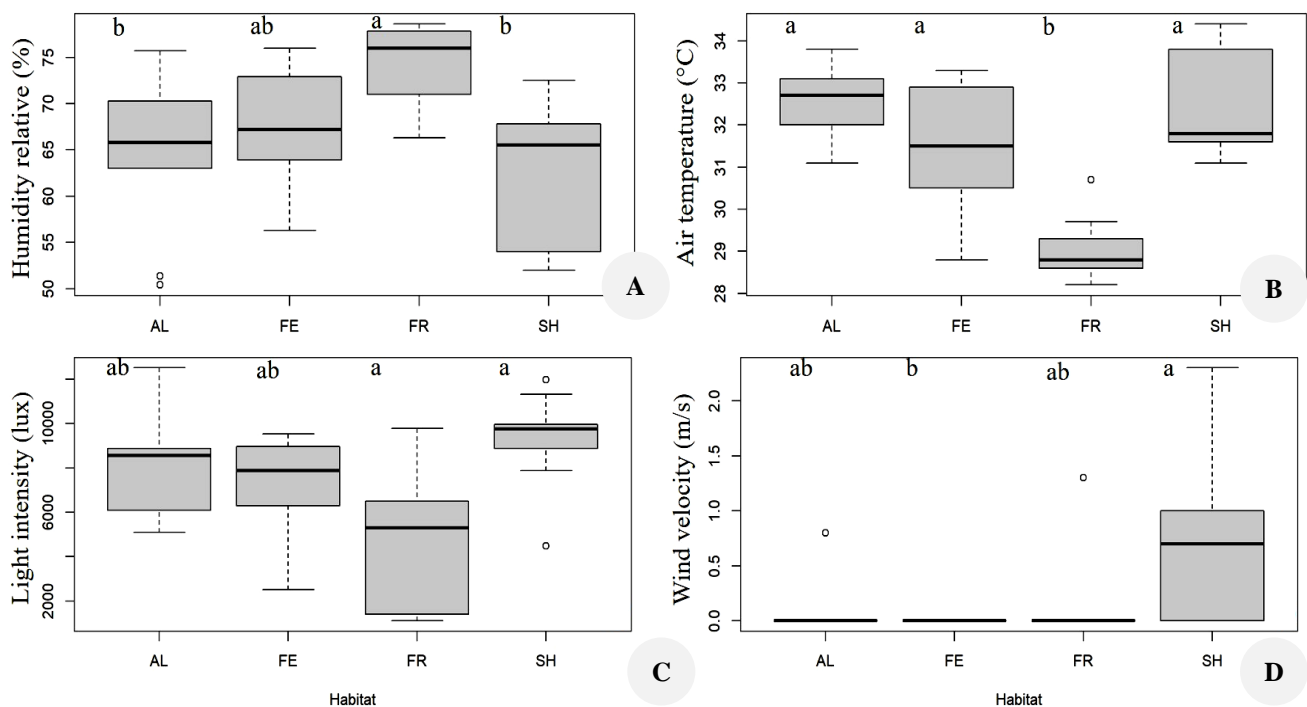 b ab a b
Humidity relative (%)
75
70
65
60
55
50
AL FE FR SH
A
a a b a
Air temperature (°C)
34
33
32
31
30
29
28
AL FE FR SH
B
ab ab a a
Light intensity (lux)
10000
6000
2000
AL FE FR SH
Habitat
C
ab b ab a
Wind velocity (m/s)
2.0
1.5
1.0
0.5
0.0
AL FE FR SH
Habitat
D